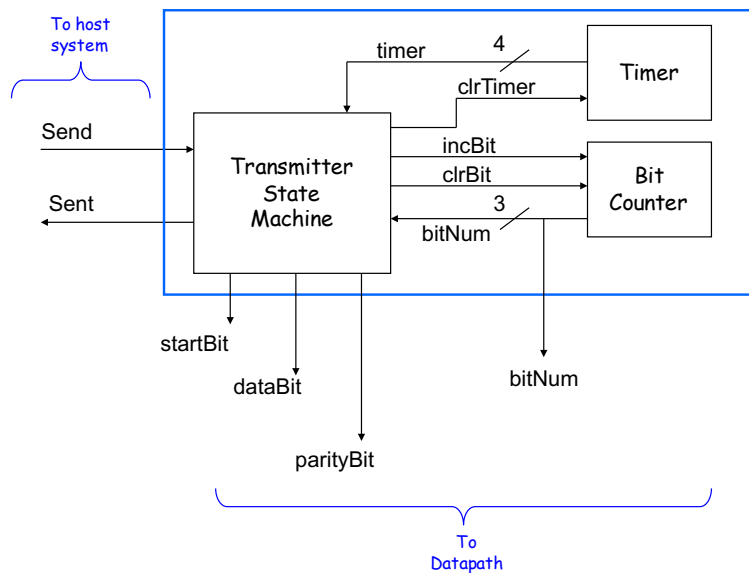 To host
system
timer
4
Timer
clrTimer
Send
Transmitter
State
Machine
incBit
clrBit
Bit
Counter
Sent
3
bitNum
startBit
dataBit
bitNum
parityBit
To
Datapath